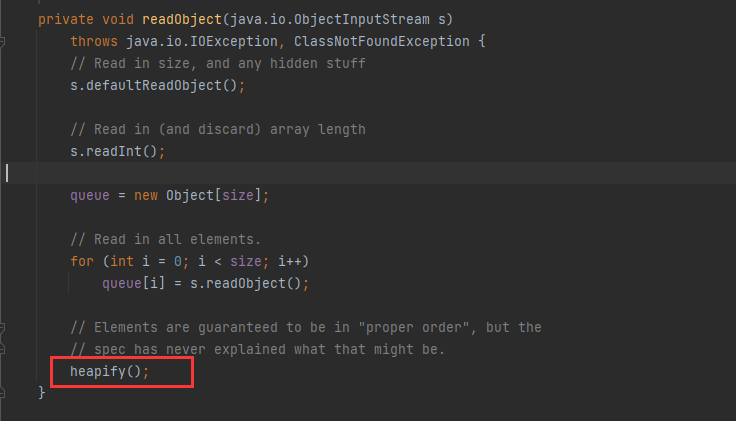 private void readObject(java.io.ObjectInputStream s)
throws java.io.IOException, ClassNotFoundException {
// Read in size, and any hidden stuff
s.defaultReadObject();
// Read in (and discard) array length
s.readInt();
queue = new Object[size];
// Read in all elements.
for (int i = 0; i < size; i++)
queue[i] = s.readObject();
// Elements are guaranteed to be in "proper order", but the
// spec has never explained what that might be.
heapify();
}